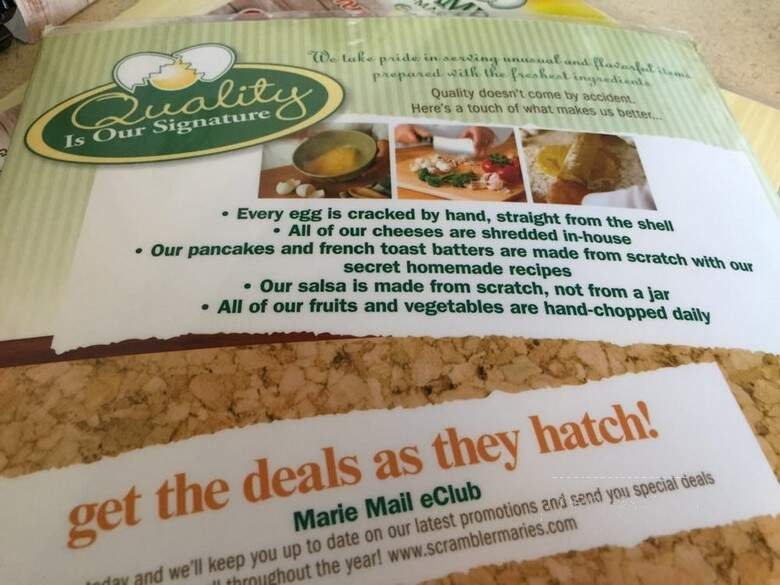 We take pride in serving unusual and flavorful items
prepared with the freshest ingredients
Quality doesn't come by accident.
Here's a touch of what makes us better...
Quality
Is Our Signature
• Every egg is cracked by hand, straight from the shell
• All of our cheeses are shredded in-house
• Our pancakes and french toast batters are made from scratch with our
secret homemade recipes
• Our salsa is made from scratch, not from a jar
• All of our fruits and vegetables are hand-chopped daily
get the deals as they hatch!
Marie Mail eClub
and we'll keep you up to date on our latest promotions and send you special deals
throughout the year! www.scramblermaries.com